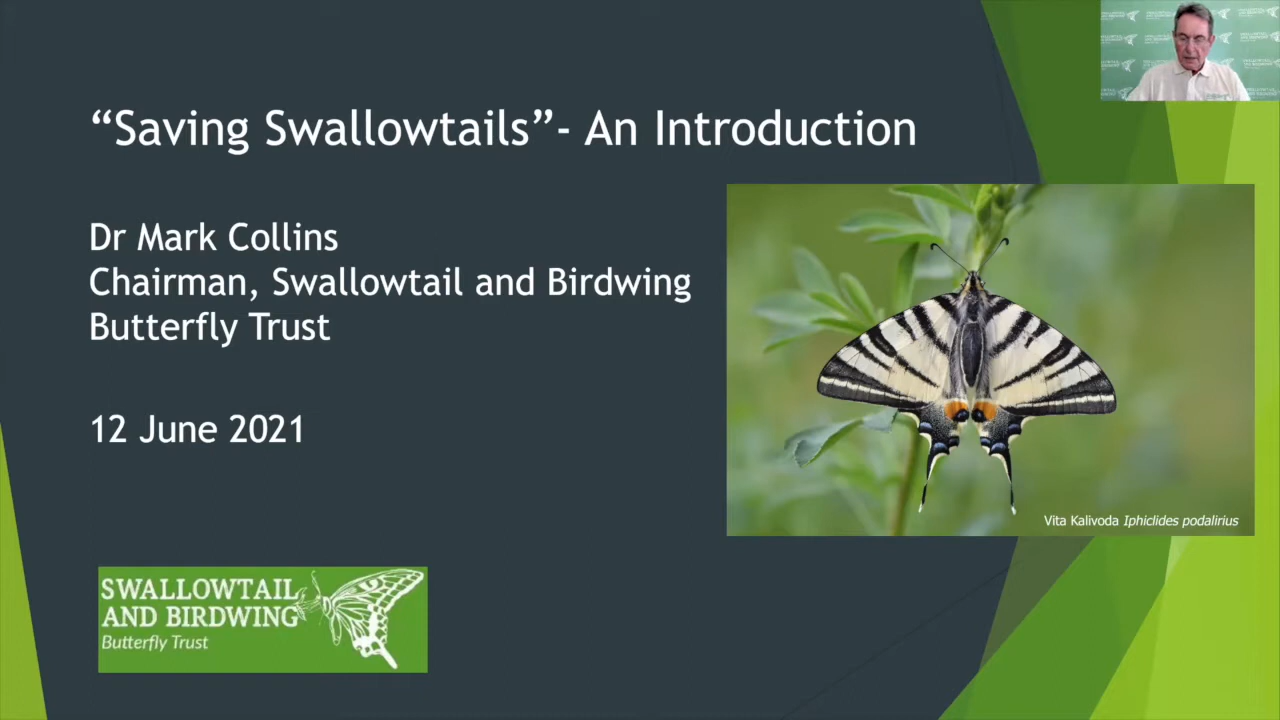 “Saving Swallowtails”- An Introduction
Dr Mark Collins
Chairman, Swallowtail and Birdwing
Butterfly Trust
12 June 2021
Vita Kalivoda Iphiclides podalirius
SWALLOWTAIL
AND BIRDWING
Butterfly Trust